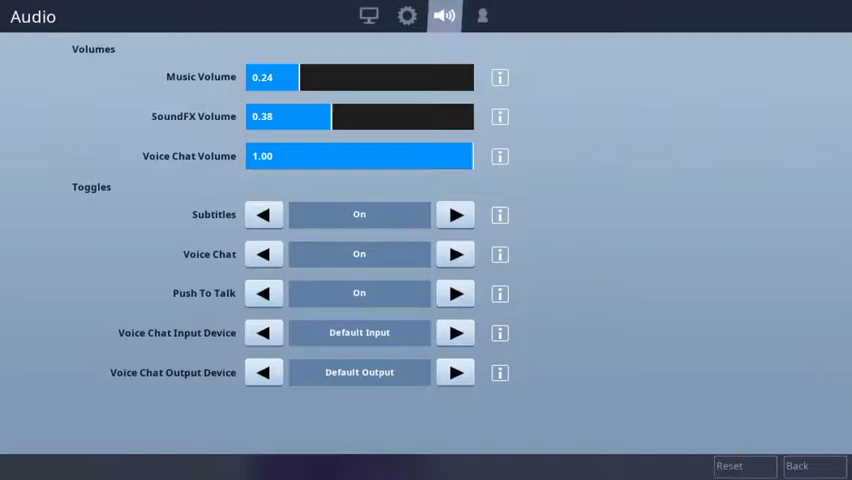 Audio
Volumes
Music Volume 0.24
SoundFX Volume 0.38
Voice Chat Volume 1.00
Toggles
Subtitles On
Voice Chat On
Push To Talk On
Voice Chat Input Device Default Input
Voice Chat Output Device Default Output
Reset Back